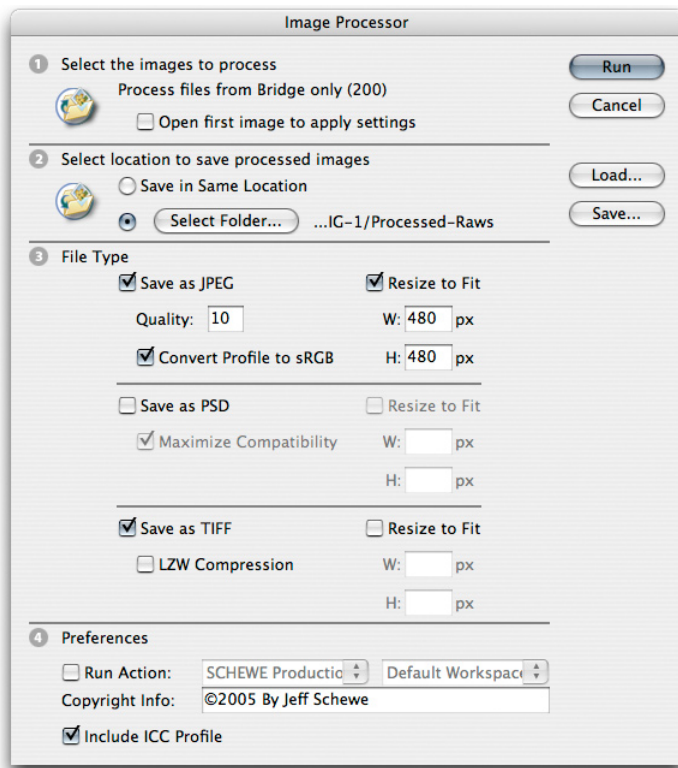 Image Processor
1 Select the images to process
Process files from Bridge only (200)
Open first image to apply settings
Run
Cancel
2 Select location to save processed images
Save in Same Location
Select Folder... ...IG-1/Processed-Raws
Load...
Save...
3 File Type
Save as JPEG Resize to Fit
Quality: 10 W: 480 px
Convert Profile to sRGB H: 480 px
Save as PSD Resize to Fit
Maximize Compatibility W: px
H: px
Save as TIFF Resize to Fit
LZW Compression W: px
H: px
4 Preferences
Run Action: SCHEWE Productio Default Workspace
Copyright Info: ©2005 By Jeff Schewe
Include ICC Profile